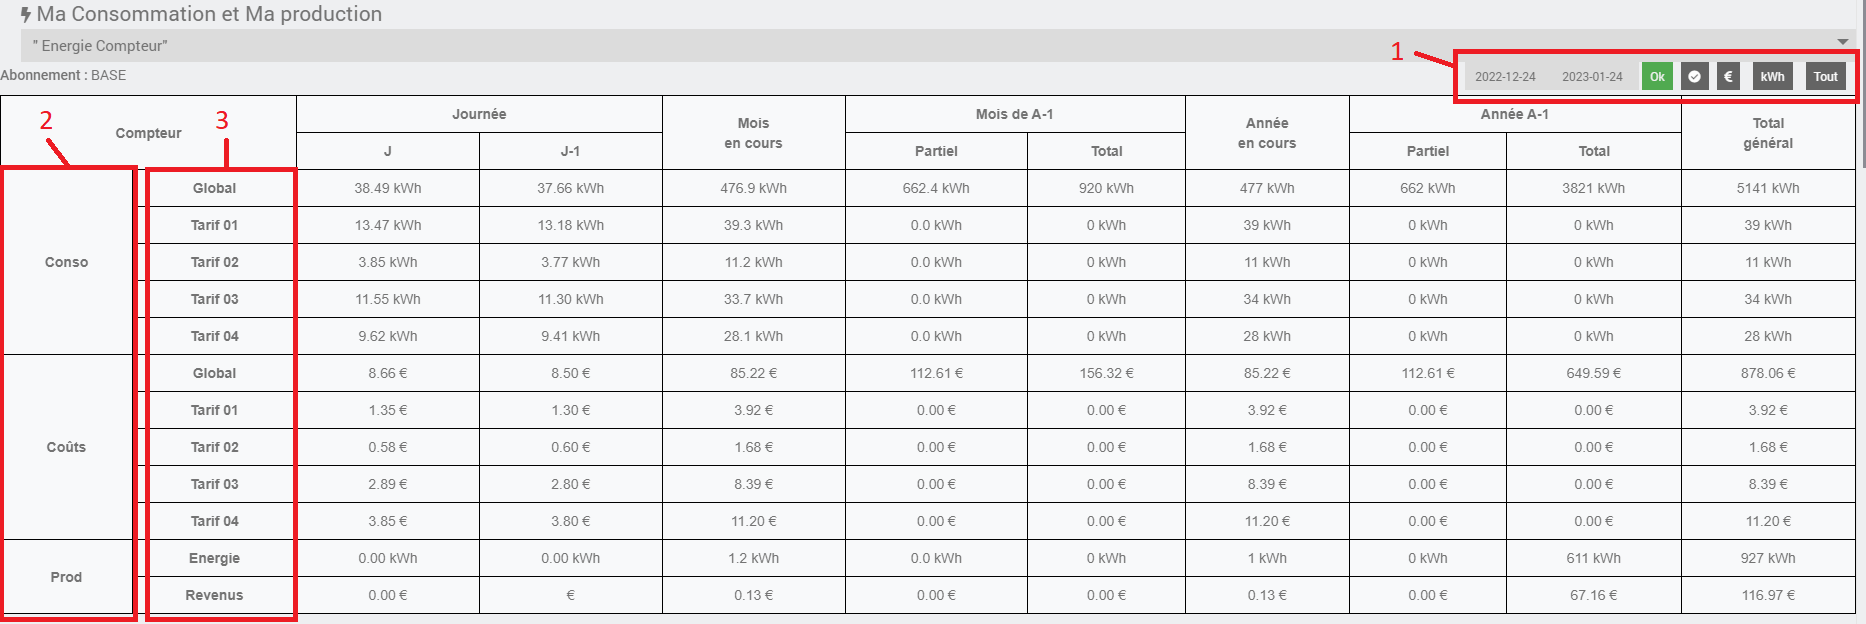 Ma Consommation et Ma production
" Energie Compteur"
1
Abonnement : BASE
2022-12-24 2023-01-24 Ok € kWh Tout
2 3
Compteur Journée Mois en cours Mois de A-1 Année en cours Année A-1 Total général
J J-1 Partiel Total Partiel Total
Conso
Global 38.49 kWh 37.66 kWh 476.9 kWh 662.4 kWh 920 kWh 477 kWh 662 kWh 3821 kWh 5141 kWh
Tarif 01 13.47 kWh 13.18 kWh 39.3 kWh 0.0 kWh 0 kWh 39 kWh 0 kWh 0 kWh 39 kWh
Tarif 02 3.85 kWh 3.77 kWh 11.2 kWh 0.0 kWh 0 kWh 11 kWh 0 kWh 0 kWh 11 kWh
Tarif 03 11.55 kWh 11.30 kWh 33.7 kWh 0.0 kWh 0 kWh 34 kWh 0 kWh 0 kWh 34 kWh
Tarif 04 9.62 kWh 9.41 kWh 28.1 kWh 0.0 kWh 0 kWh 28 kWh 0 kWh 0 kWh 28 kWh
Coûts
Global 8.66 € 8.50 € 85.22 € 112.61 € 156.32 € 85.22 € 112.61 € 649.59 € 878.06 €
Tarif 01 1.35 € 1.30 € 3.92 € 0.00 € 0.00 € 3.92 € 0.00 € 0.00 € 3.92 €
Tarif 02 0.58 € 0.60 € 1.68 € 0.00 € 0.00 € 1.68 € 0.00 € 0.00 € 1.68 €
Tarif 03 2.89 € 2.80 € 8.39 € 0.00 € 0.00 € 8.39 € 0.00 € 0.00 € 8.39 €
Tarif 04 3.85 € 3.80 € 11.20 € 0.00 € 0.00 € 11.20 € 0.00 € 0.00 € 11.20 €
Prod
Energie 0.00 kWh 0.00 kWh 1.2 kWh 0.0 kWh 0 kWh 1 kWh 0 kWh 611 kWh 927 kWh
Revenus 0.00 € € 0.13 € 0.00 € 0.00 € 0.13 € 0.00 € 67.16 € 116.97 €